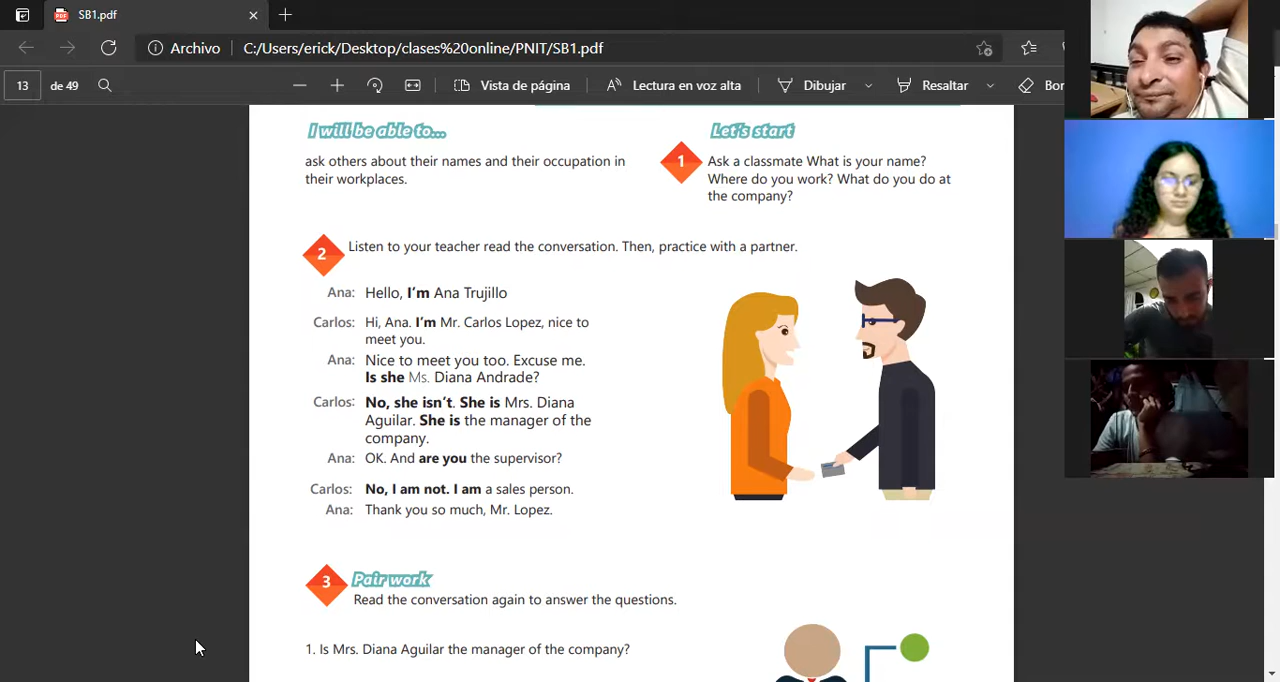 SB1.pdf
Archivo C:/Users/erick/Desktop/clases%20online/PNIT/SB1.pdf
13 de 49 Vista de página Lectura en voz alta Dibujar Resaltar Bor
I will be able to...
ask others about their names and their occupation in
their workplaces.
Let's start
1 Ask a classmate What is your name?
Where do you work? What do you do at
the company?
2 Listen to your teacher read the conversation. Then, practice with a partner.
Ana: Hello, I'm Ana Trujillo
Carlos: Hi, Ana. I'm Mr. Carlos Lopez, nice to
meet you.
Ana: Nice to meet you too. Excuse me.
Is she Ms. Diana Andrade?
Carlos: No, she isn't. She is Mrs. Diana
Aguilar. She is the manager of the
company.
Ana: OK. And are you the supervisor?
Carlos: No, I am not. I am a sales person.
Ana: Thank you so much, Mr. Lopez.
3 Pair work
Read the conversation again to answer the questions.
1. Is Mrs. Diana Aguilar the manager of the company?